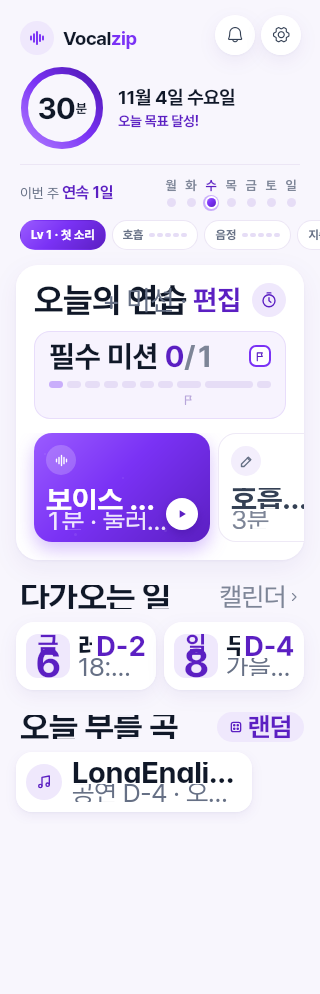 Vocalzip
30분
11월 4일 수요일
오늘 목표 달성!
이번 주 연속 1일
월 화 수 목 금 토 일
Lv 1 · 첫 소리
호흡
음정
오늘의 연습
+ 미션 · 편집
필수 미션 0/1
보이스 ...
1분 · 눌러...
호흡...
3분
다가오는 일
캘린더 ›
금
6
D-2
18:...
일
8
D-4
가을...
오늘 부를 곡
랜덤
LongEngli...
공연 D-4 · 오...